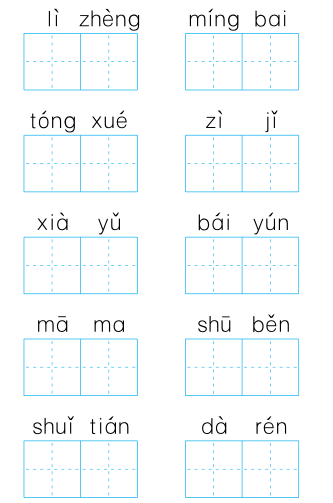 lì zhèng míng bai
tóng xué zì jǐ
xià yǔ bái yún
mā ma shū běn
shuǐ tián dà rén